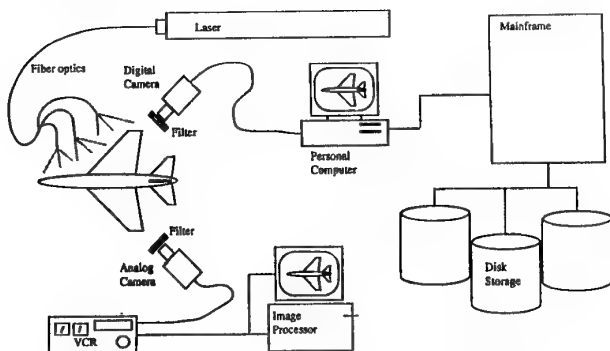 Laser
Mainframe
Fiber optics
Digital
Camera
Filter
Personal
Computer
Filter
Analog
Camera
Disk
Storage
Image
Processor
VCR